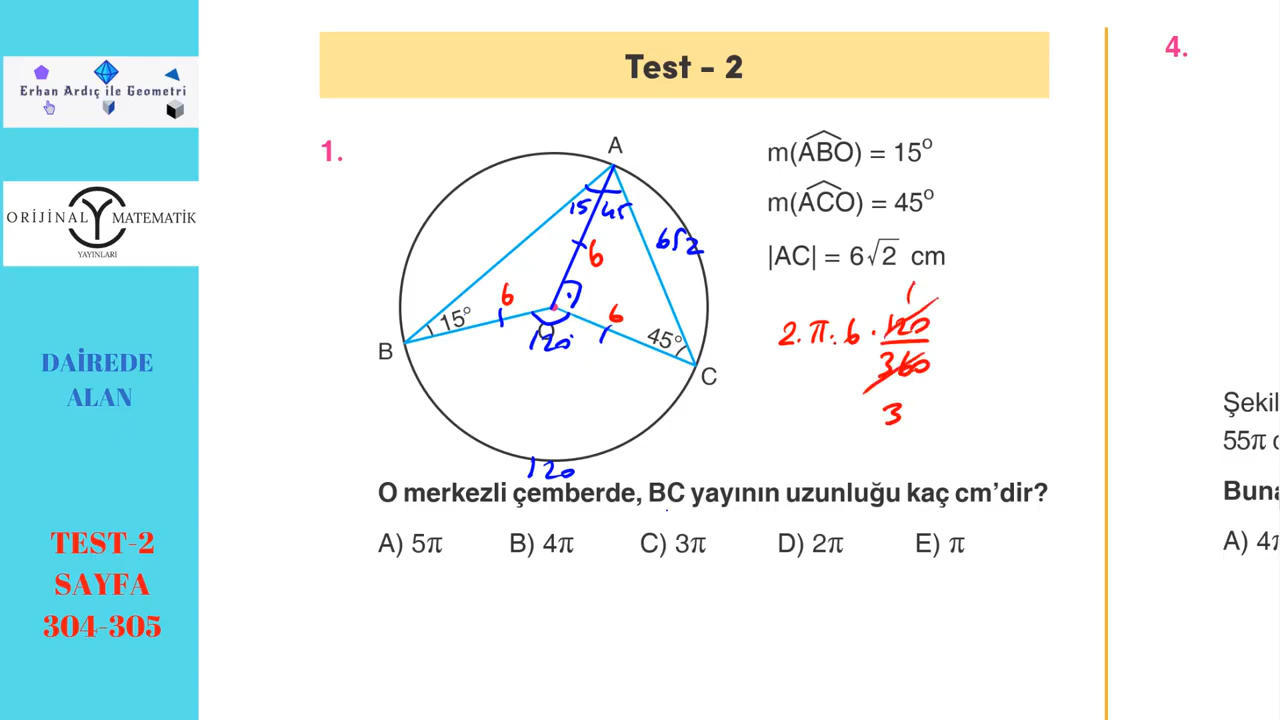 Test - 2
Erhan Ardıç ile Geometri
ORİJİNAL MATEMATİK
YAYINLARI
DAİREDE
ALAN
TEST-2
SAYFA
304-305
1.
A
B
C
O
15°
45°
15 45
6
6
6
6√2
120°
120
m(ABO) = 15°
m(ACO) = 45°
|AC| = 6√2 cm
1
2.π.6.120
360
3
O merkezli çemberde, BC yayının uzunluğu kaç cm'dir?
A) 5π B) 4π C) 3π D) 2π E) π
4.
Şekil
55π
Buna
A) 4π